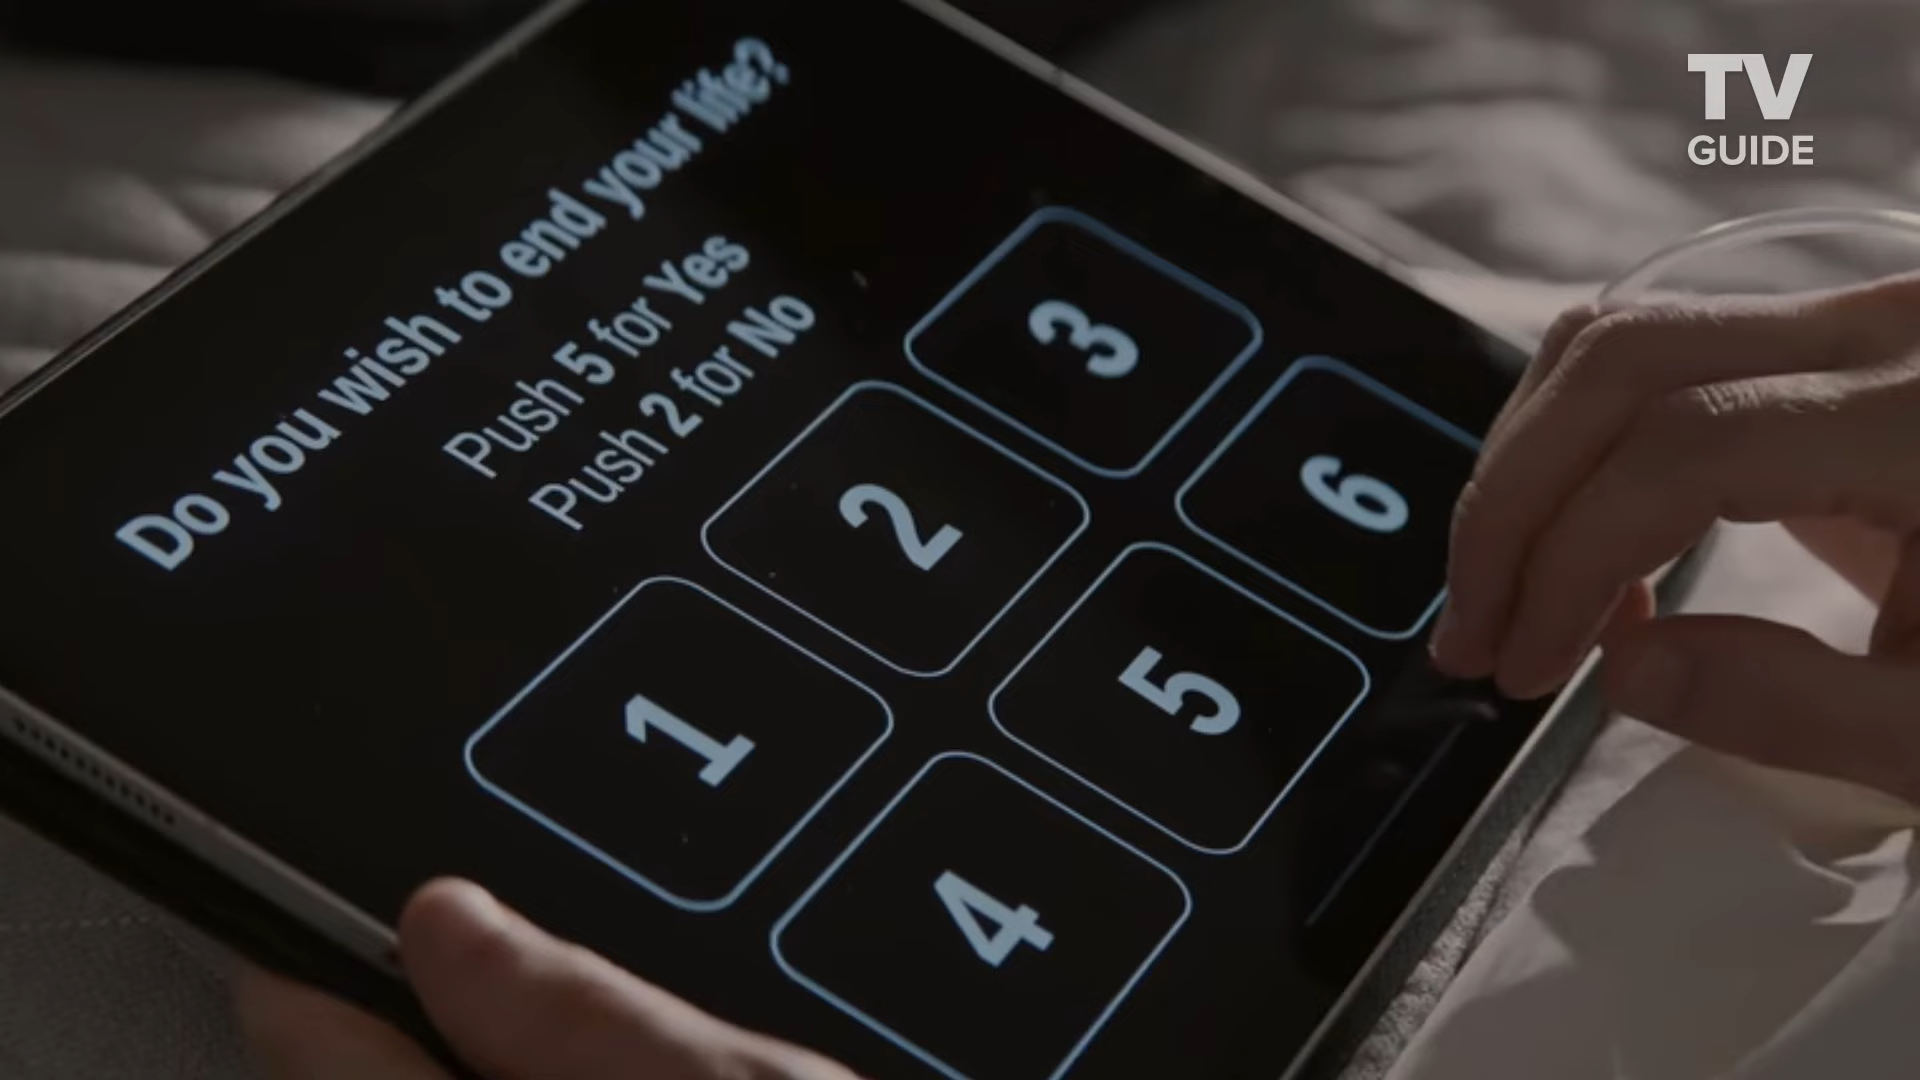 TV
GUIDE
Do you wish to end your life?
Push 5 for Yes
Push 2 for No
1 2 3
4 5 6